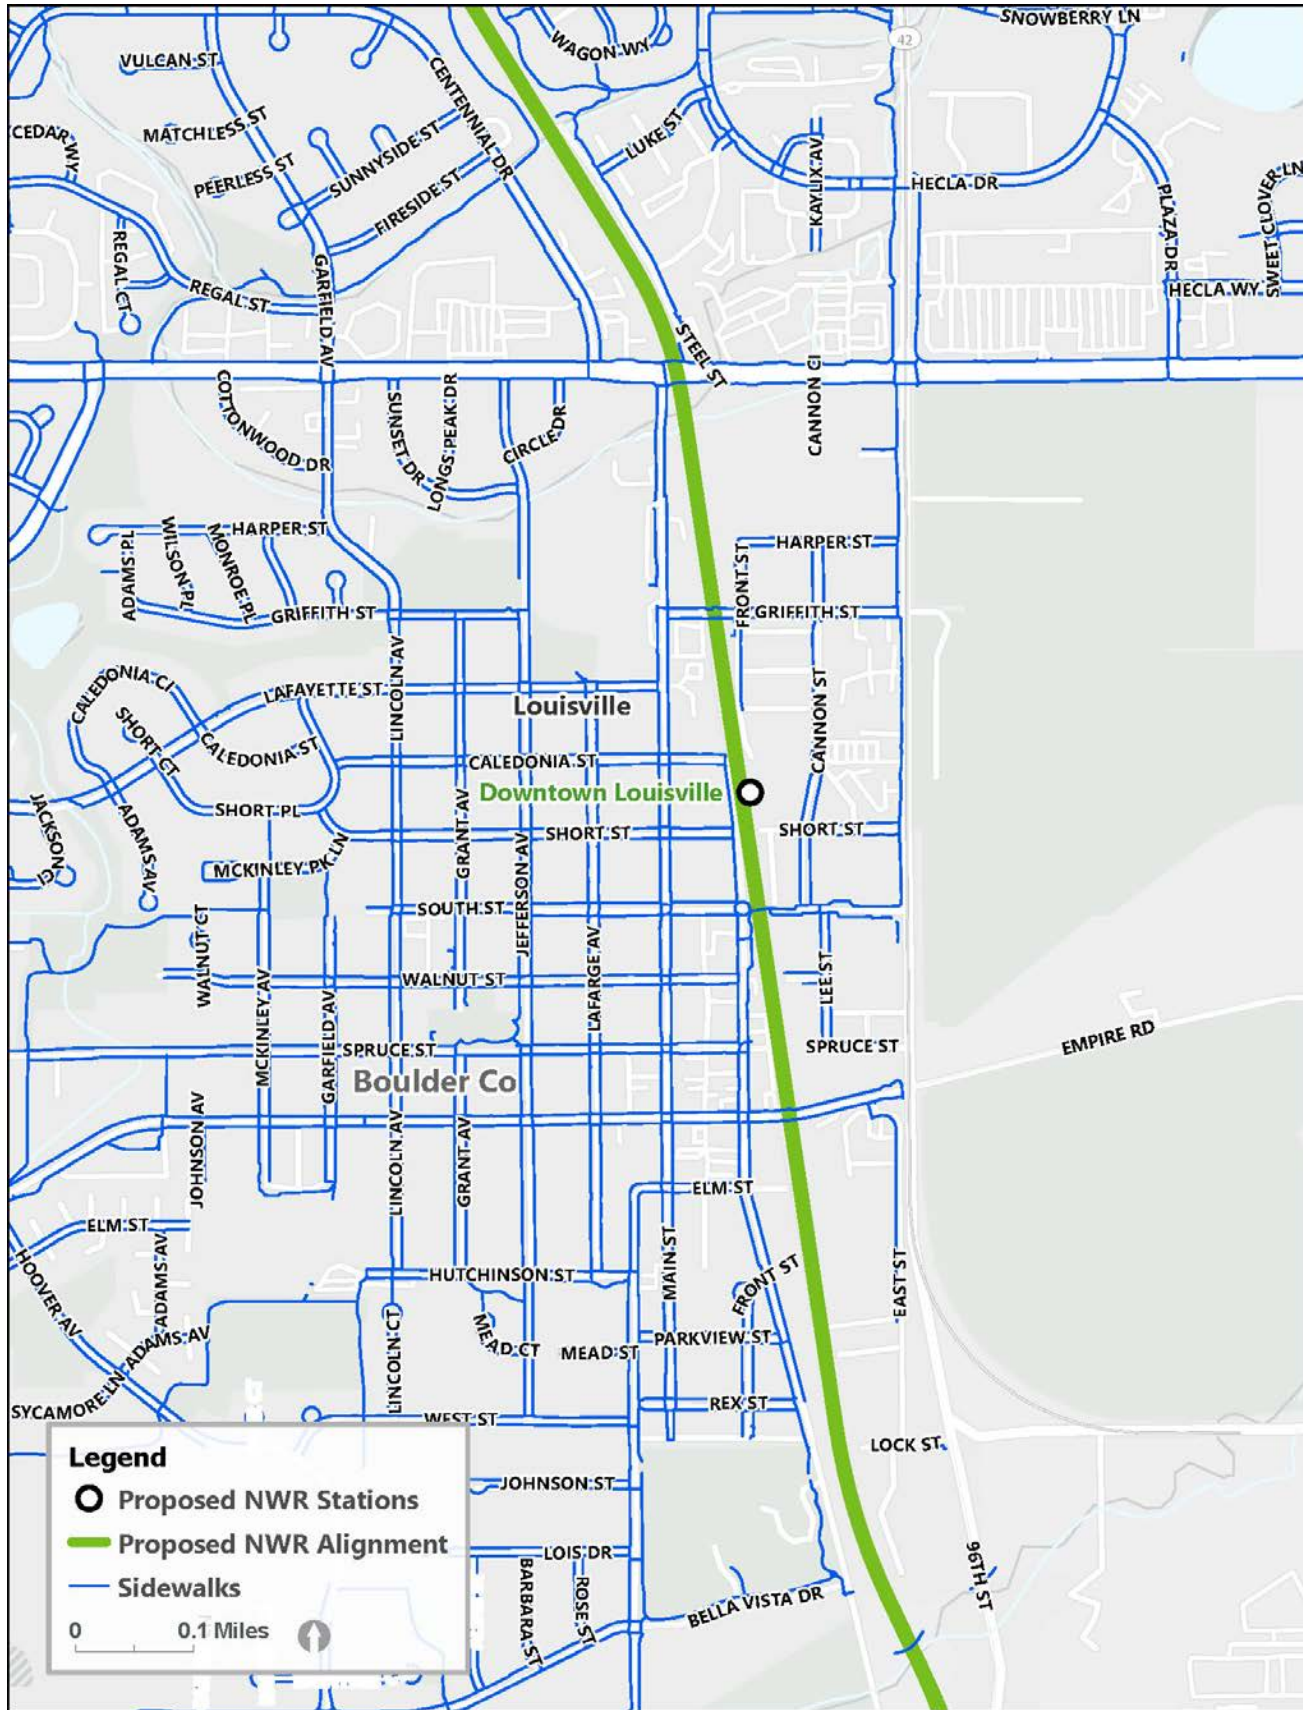 SNOWBERRY LN
WAGON WY
42
VULCAN ST
CENTENNIAL DR
MATCHLESS ST
CEDAR WY
LUKE ST
SUNNYSIDE ST
PEERLESS ST
KAYLIX AV
HECLA DR
SWEET CLOVER LN
FIRESIDE ST
PLAZA DR
REGAL CT
GARFIELD AV
REGAL ST
HECLA WY
STEEL ST
COTTONWOOD DR
SUNSET DR
LONGS PEAK DR
CIRCLE DR
CANNON CI
HARPER ST
ADAMS PL
WILSON PL
MONROE PL
FRONT ST
HARPER ST
GRIFFITH ST
GRIFFITH ST
LINCOLN AV
CALEDONIA CI
LAFAYETTE ST
Louisville
CANNON ST
SHORT CT
CALEDONIA ST
CALEDONIA ST
Downtown Louisville
JACKSON CI
ADAMS AV
SHORT PL
GRANT AV
SHORT ST
SHORT ST
MCKINLEY PK LN
JEFFERSON AV
SOUTH ST
WALNUT CT
LAFARGE AV
WALNUT ST
LEE ST
MCKINLEY AV
GARFIELD AV
SPRUCE ST
SPRUCE ST
EMPIRE RD
Boulder Co
JOHNSON AV
LINCOLN AV
GRANT AV
ELM ST
ELM ST
HOOVER AV
ADAMS AV
MAIN ST
FRONT ST
EAST ST
HUTCHINSON ST
ADAMS AV
LINCOLN CT
MEAD CT
MEAD ST
PARKVIEW ST
SYCAMORE LN
WEST ST
REX ST
LOCK ST
JOHNSON ST
LOIS DR
BARBARA ST
ROSE ST
BELLA VISTA DR
96TH ST
Legend
Proposed NWR Stations
Proposed NWR Alignment
Sidewalks
0 0.1 Miles